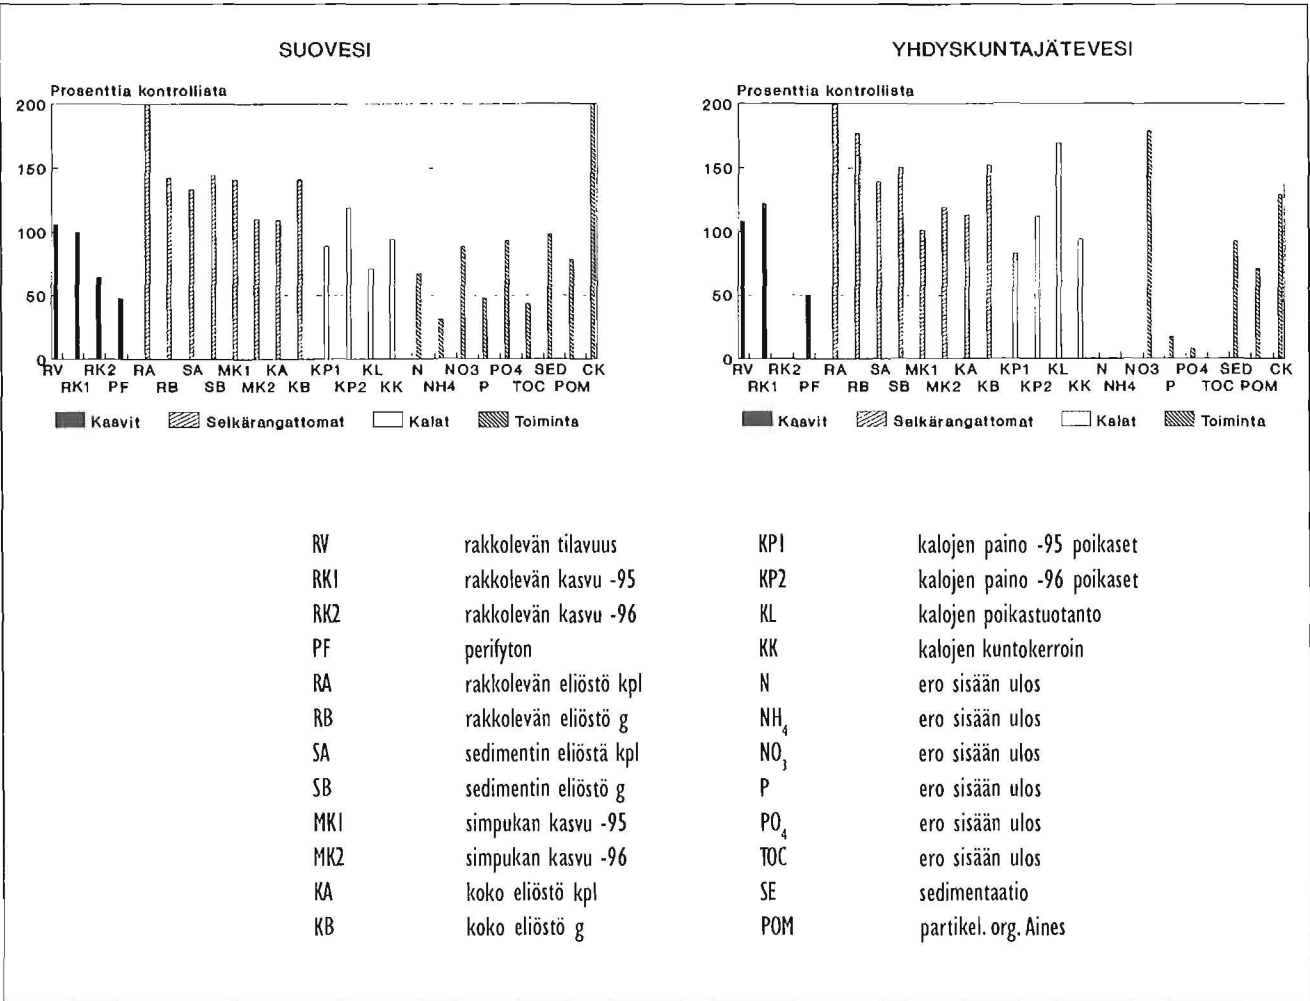 SUOVESI
Prosenttia kontrollista
200
150
100
50
0
RV RK2 RA SA MK1 KA KP1 KL N NO3 PO4 SED CK
RK1 PF RB SB MK2 KB KP2 KK NH4 P TOC POM
Kasvit Selkärangattomat Kalat Toiminta
YHDYSKUNTAJÄTEVESI
Prosenttia kontrollista
200
150
100
50
0
RV RK2 RA SA MK1 KA KP1 KL N NO3 PO4 SED CK
RK1 PF RB SB MK2 KB KP2 KK NH4 P TOC POM
Kasvit Selkärangattomat Kalat Toiminta
RV rakkolevän tilavuus
RK1 rakkolevän kasvu -95
RK2 rakkolevän kasvu -96
PF perifyton
RA rakkolevän eliöstö kpl
RB rakkolevän eliöstö g
SA sedimentin eliöstä kpl
SB sedimentin eliöstö g
MK1 simpukan kasvu -95
MK2 simpukan kasvu -96
KA koko eliöstö kpl
KB koko eliöstö g
KP1 kalojen paino -95 poikaset
KP2 kalojen paino -96 poikaset
KL kalojen poikastuotanto
KK kalojen kuntokerroin
N ero sisään ulos
NH₄ ero sisään ulos
NO₃ ero sisään ulos
P ero sisään ulos
PO₄ ero sisään ulos
TOC ero sisään ulos
SE sedimentaatio
POM partikel. org. Aines